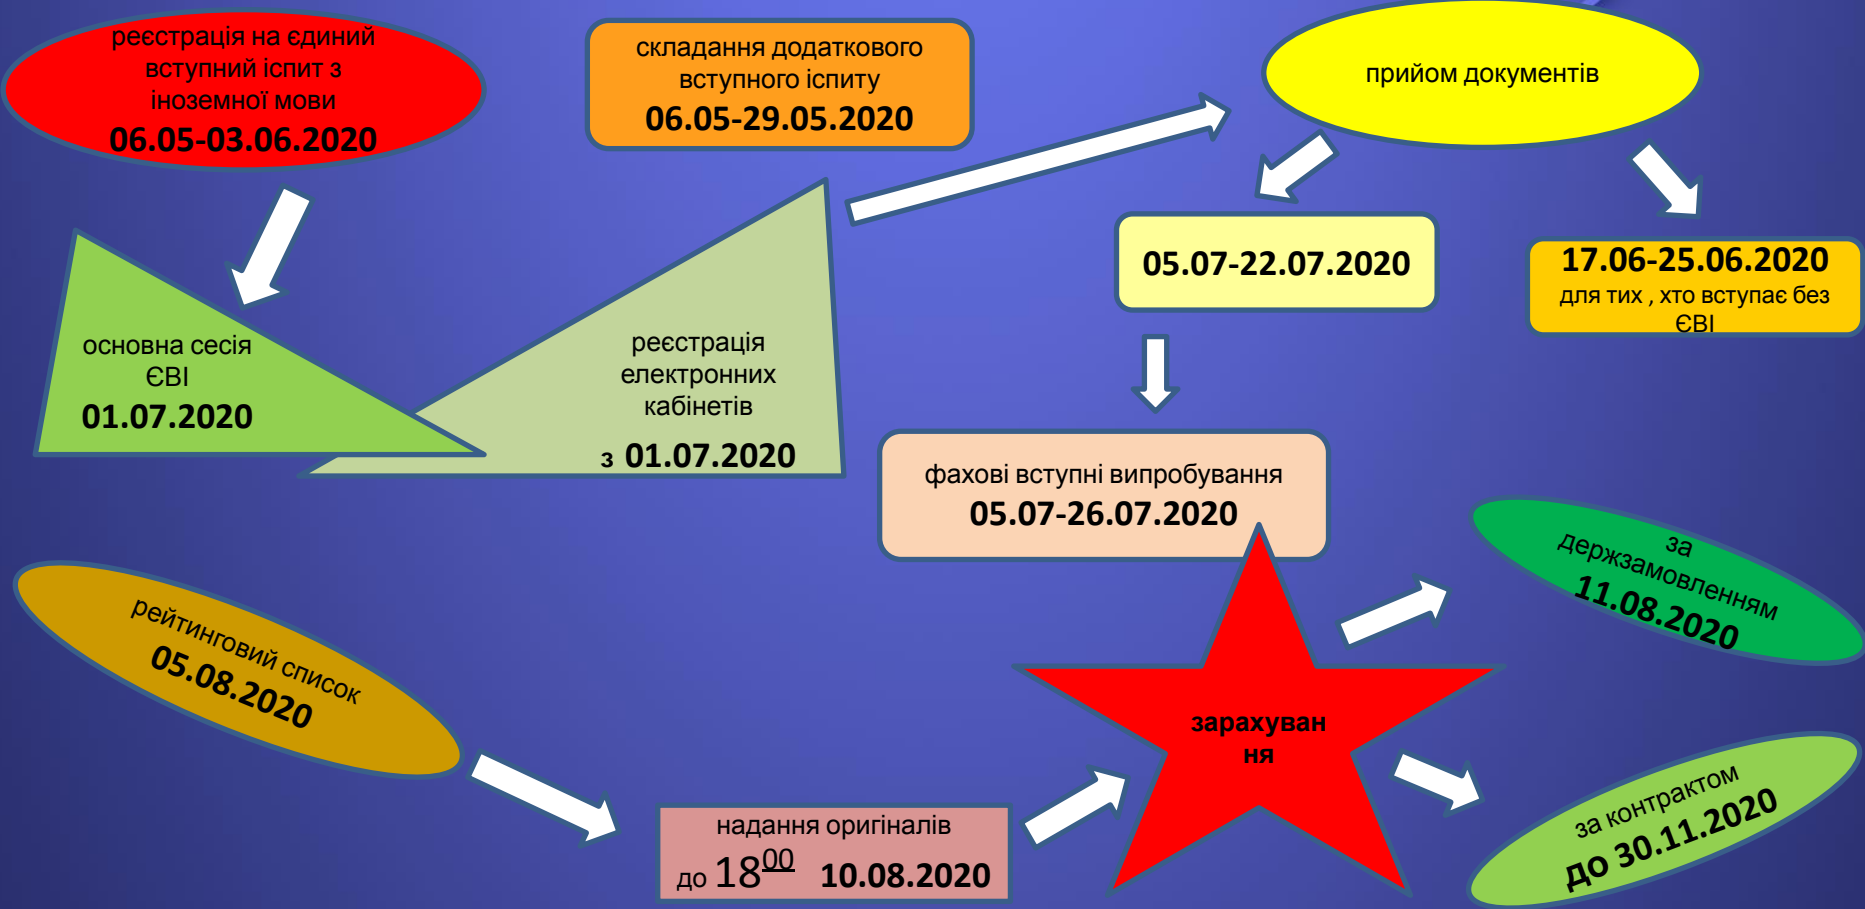 реєстрація на єдиний
вступний іспит з
іноземної мови
06.05-03.06.2020
складання додаткового
вступного іспиту
06.05-29.05.2020
прийом документів
05.07-22.07.2020
17.06-25.06.2020
для тих , хто вступає без
ЄВІ
основна сесія
ЄВІ
01.07.2020
реєстрація
електронних
кабінетів
з 01.07.2020
фахові вступні випробування
05.07-26.07.2020
рейтинговий список
05.08.2020
надання оригіналів
до 1800 10.08.2020
зарахуван
ня
за
держзамовленням
11.08.2020
за контрактом
до 30.11.2020